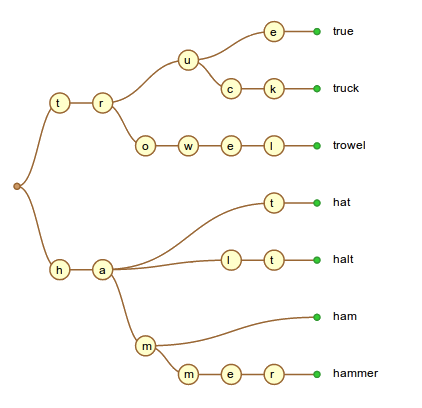 e true
u
c k truck
t r
o w e l trowel
t hat
h a
l t halt
ham
m
m e r hammer